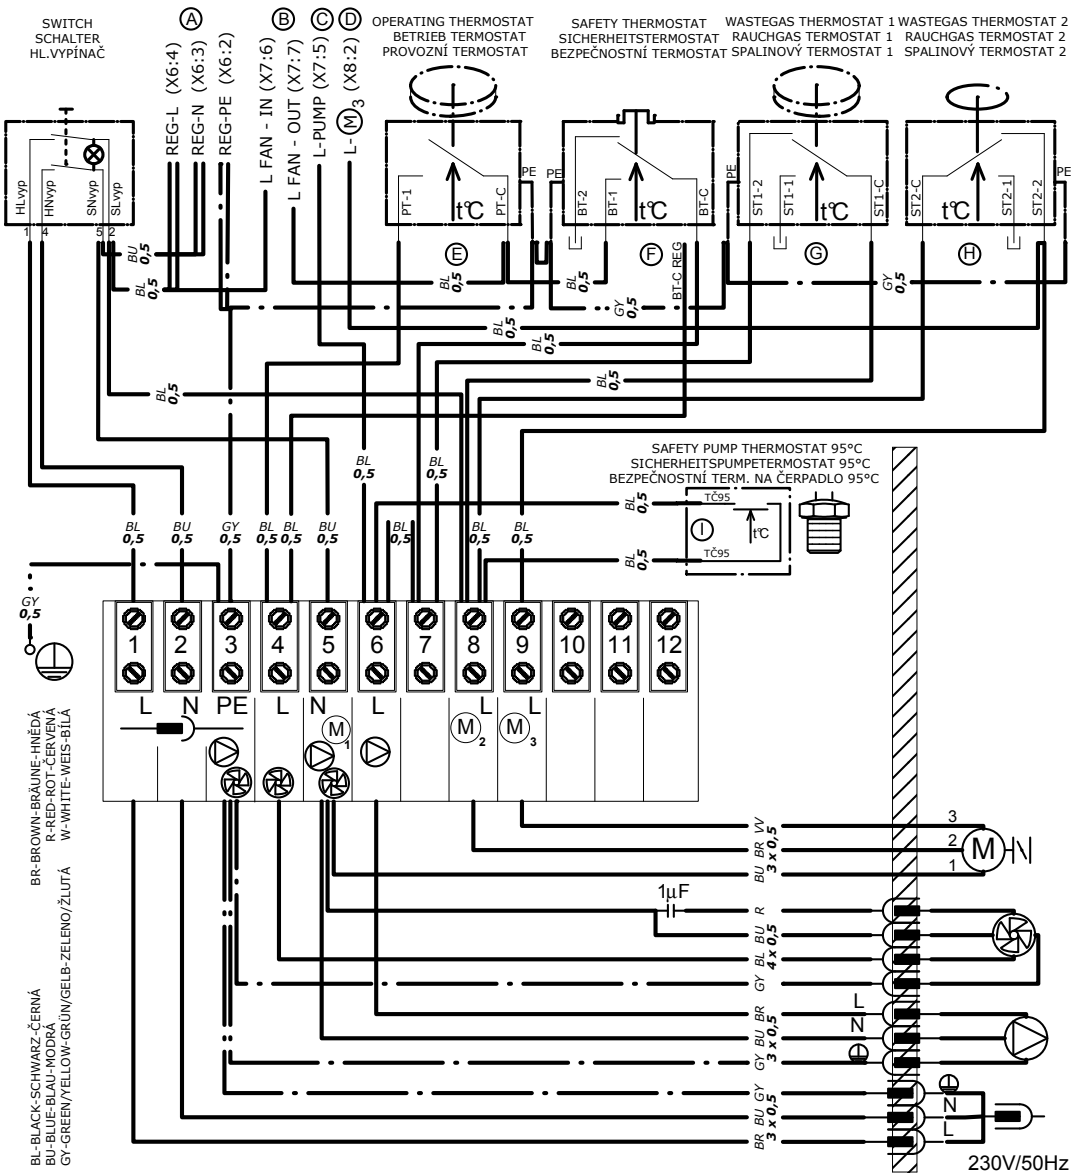 SWITCH
SCHALTER
HL.VYPÍNAČ
A
B
C
D
REG-L (X6:4)
REG-N (X6:3)
REG-PE (X6:2)
L FAN - IN (X7:6)
L FAN - OUT (X7:7)
L-PUMP (X7:5)
L-M3 (X8:2)
OPERATING THERMOSTAT
BETRIEB TERMOSTAT
PROVOZNÍ TERMOSTAT
SAFETY THERMOSTAT
SICHERHEITSTERMOSTAT
BEZPEČNOSTNÍ TERMOSTAT
WASTEGAS THERMOSTAT 1
RAUCHGAS TERMOSTAT 1
SPALINOVÝ TERMOSTAT 1
WASTEGAS THERMOSTAT 2
RAUCHGAS TERMOSTAT 2
SPALINOVÝ TERMOSTAT 2
HLvyp
HNvyp
SNvyp
SLvyp
1
4
5
2
PT-1
t°C
PT-C
PE
E
PE
BT-2
BT-1
t°C
BT-C
F
BT-C REG
PE
ST1-2
ST1-1
t°C
ST1-C
G
ST2-C
t°C
ST2-1
ST2-2
PE
H
BU
0,5
BL
0,5
BL
0,5
BL
0,5
GY
0,5
GY
0,5
BL
0,5
BL
0,5
BL
0,5
BL
0,5
BL
0,5
BL
0,5
SAFETY PUMP THERMOSTAT 95°C
SICHERHEITSPUMPETERMOSTAT 95°C
BEZPEČNOSTNÍ TERM. NA ČERPADLO 95°C
BL
0,5
TČ95
I
t°C
TČ95
BL
0,5
BL
0,5
BU
0,5
GY
0,5
BL
0,5
BL
0,5
BU
0,5
BL
0,5
BL
0,5
BL
0,5
GY
0,5
1
2
3
4
5
6
7
8
9
10
11
12
L
N
PE
L
N
L
L
L
M
1
M
2
M
3
BR-BROWN-BRÄUNE-HNĚDÁ
R-RED-ROT-ČERVENÁ
W-WHITE-WEIS-BÍLÁ
BL-BLACK-SCHWARZ-ČERNÁ
BU-BLUE-BLAU-MODRÁ
GY-GREEN/YELLOW-GRÜN/GELB-ZELENO/ŽLUTÁ
VV
BR
BU
3 x 0,5
3
2
1
M
1µF
R
BU
BL
GY
4 x 0,5
BR
BU
GY
3 x 0,5
L
N
GY
BU
BR
3 x 0,5
N
L
230V/50Hz